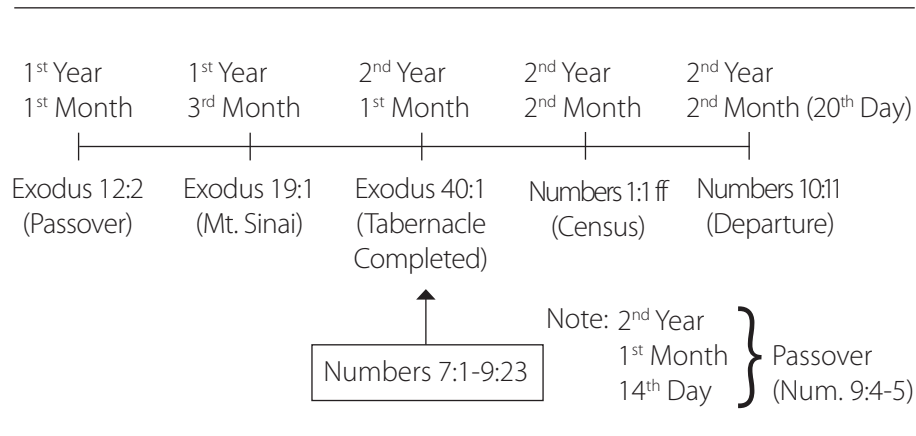 1st Year 1st Year 2nd Year 2nd Year 2nd Year
1st Month 3rd Month 1st Month 2nd Month 2nd Month (20th Day)
Exodus 12:2 Exodus 19:1 Exodus 40:1 Numbers 1:1 ff Numbers 10:11
(Passover) (Mt. Sinai) (Tabernacle (Census) (Departure)
Completed)
Note: 2nd Year
1st Month Passover
Numbers 7:1-9:23
14th Day (Num. 9:4-5)